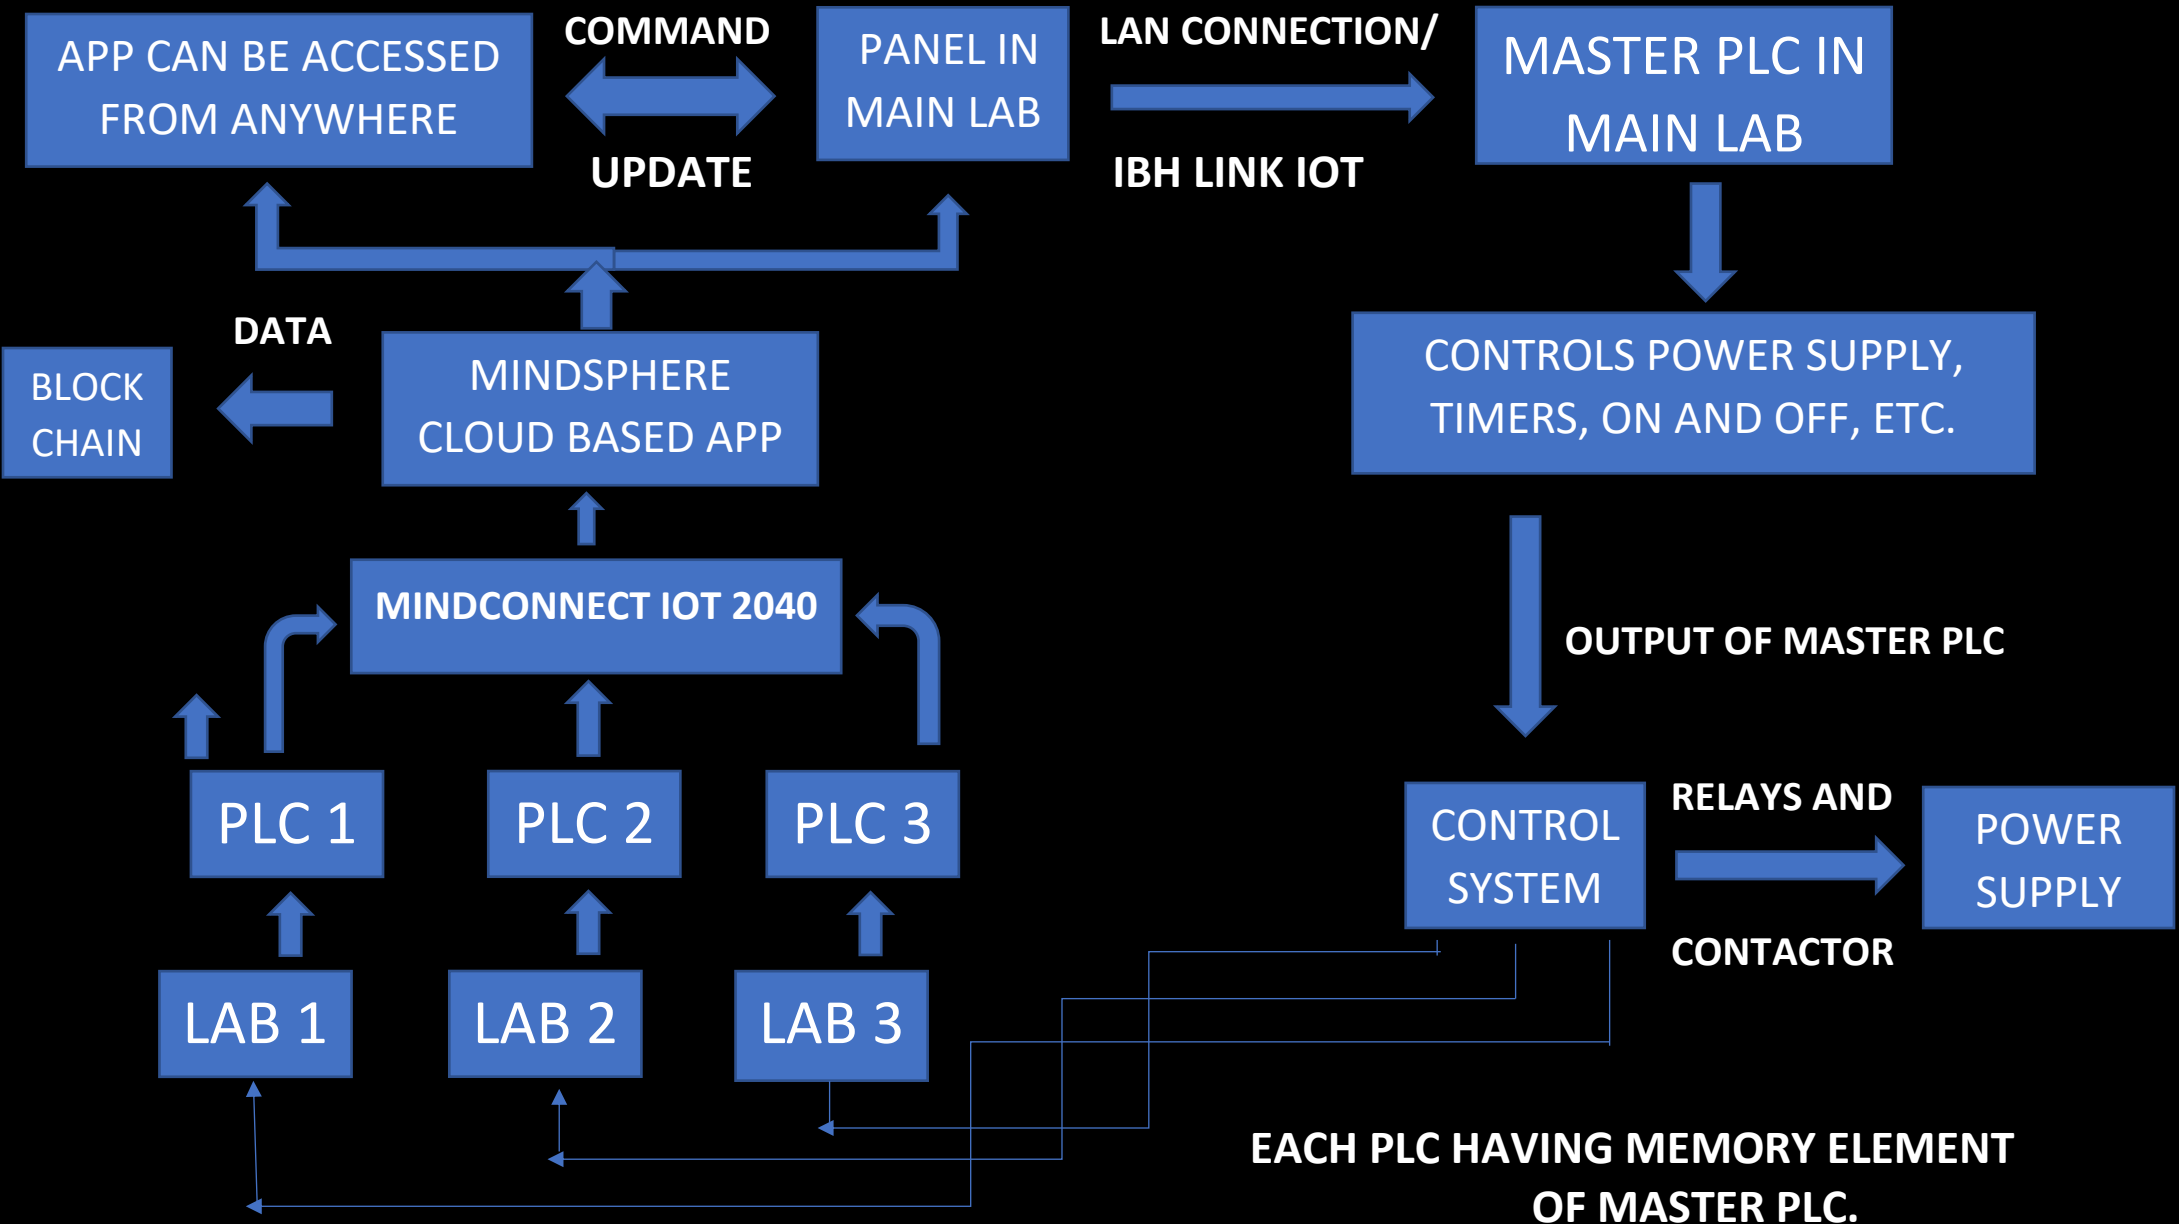 APP CAN BE ACCESSED
FROM ANYWHERE
COMMAND
UPDATE
PANEL IN
MAIN LAB
LAN CONNECTION/
IBH LINK IOT
MASTER PLC IN
MAIN LAB
DATA
BLOCK
CHAIN
MINDSPHERE
CLOUD BASED APP
CONTROLS POWER SUPPLY,
TIMERS, ON AND OFF, ETC.
MINDCONNECT IOT 2040
OUTPUT OF MASTER PLC
PLC 1
PLC 2
PLC 3
CONTROL
SYSTEM
RELAYS AND
CONTACTOR
POWER
SUPPLY
LAB 1
LAB 2
LAB 3
EACH PLC HAVING MEMORY ELEMENT
OF MASTER PLC.